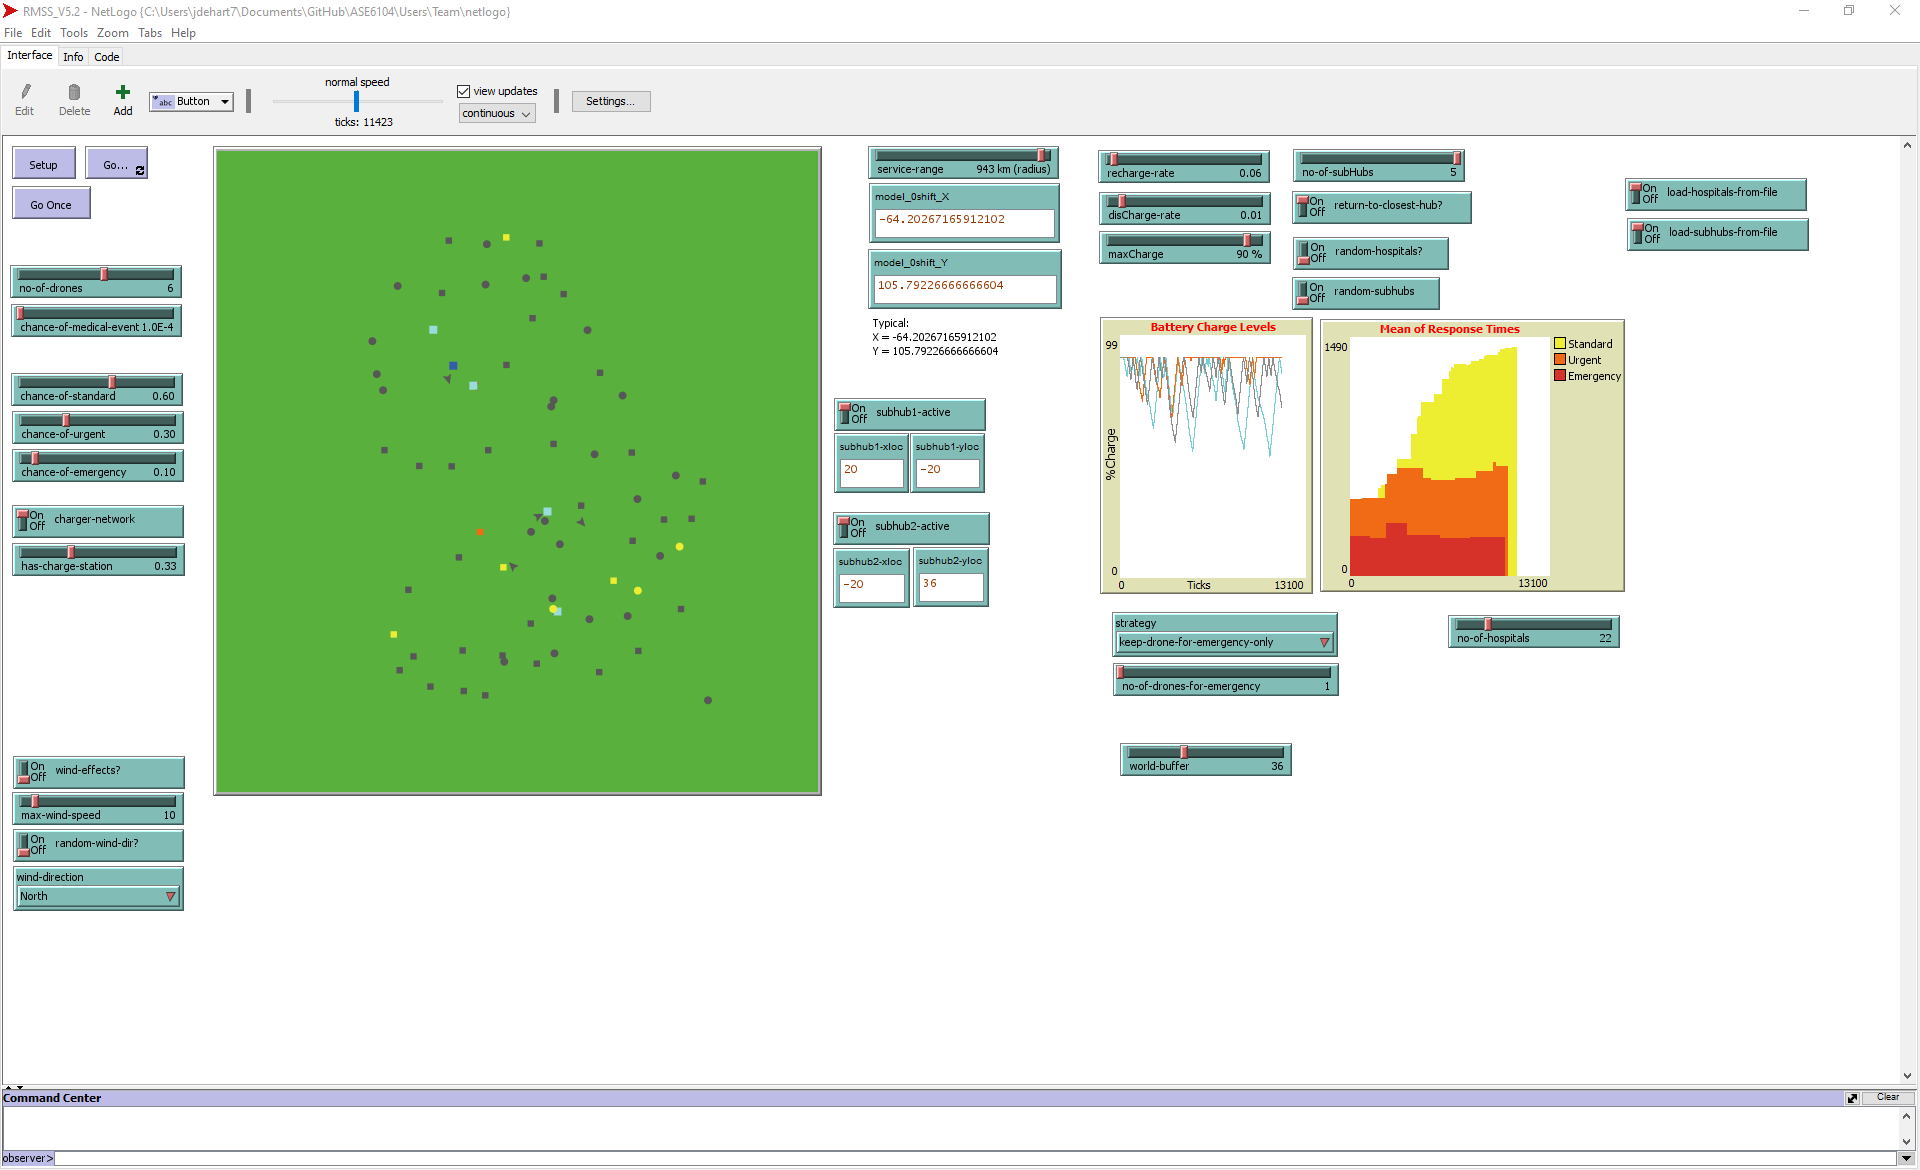 RMSS_V5.2 - NetLogo {C:\Users\jdehart7\Documents\GitHub\ASE6104\Users\Team\netlogo}
File Edit Tools Zoom Tabs Help
Interface Info Code
Edit
Delete
Add
abc Button
normal speed
ticks: 11423
view updates
continuous
Settings...
Setup
Go...
Go Once
no-of-drones 6
chance-of-medical-event 1.0E-4
chance-of-standard 0.60
chance-of-urgent 0.30
chance-of-emergency 0.10
On
Off
charger-network
has-charge-station 0.33
On
Off
wind-effects?
max-wind-speed 10
On
Off
random-wind-dir?
wind-direction
North
service-range 943 km (radius)
model_0shift_X
-64.20267165912102
model_0shift_Y
105.79226666666604
Typical:
X = -64.20267165912102
Y = 105.79226666666604
On
Off
subhub1-active
subhub1-xloc
20
subhub1-yloc
-20
On
Off
subhub2-active
subhub2-xloc
-20
subhub2-yloc
36
recharge-rate 0.06
disCharge-rate 0.01
maxCharge 90 %
no-of-subHubs 5
On
Off
return-to-closest-hub?
On
Off
random-hospitals?
On
Off
random-subhubs
On
Off
load-hospitals-from-file
On
Off
load-subhubs-from-file
Battery Charge Levels
99
%Charge
0
0 Ticks 13100
Mean of Response Times
1490
0
0 13100
Standard
Urgent
Emergency
strategy
keep-drone-for-emergency-only
no-of-drones-for-emergency 1
no-of-hospitals 22
world-buffer 36
Command Center
Clear
observer>